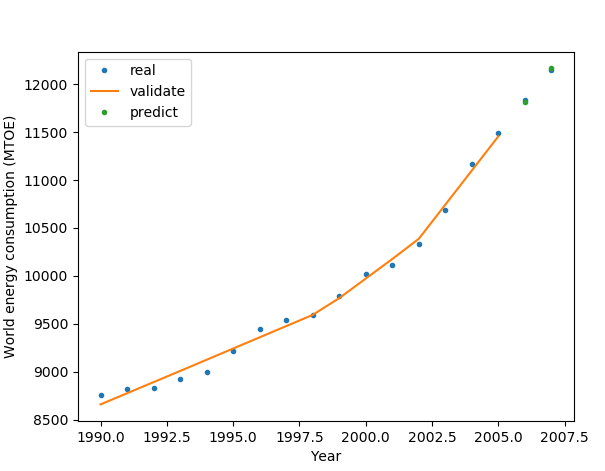 real
validate
predict
World energy consumption (MTOE)
12000
11500
11000
10500
10000
9500
9000
8500
1990.0 1992.5 1995.0 1997.5 2000.0 2002.5 2005.0 2007.5
Year